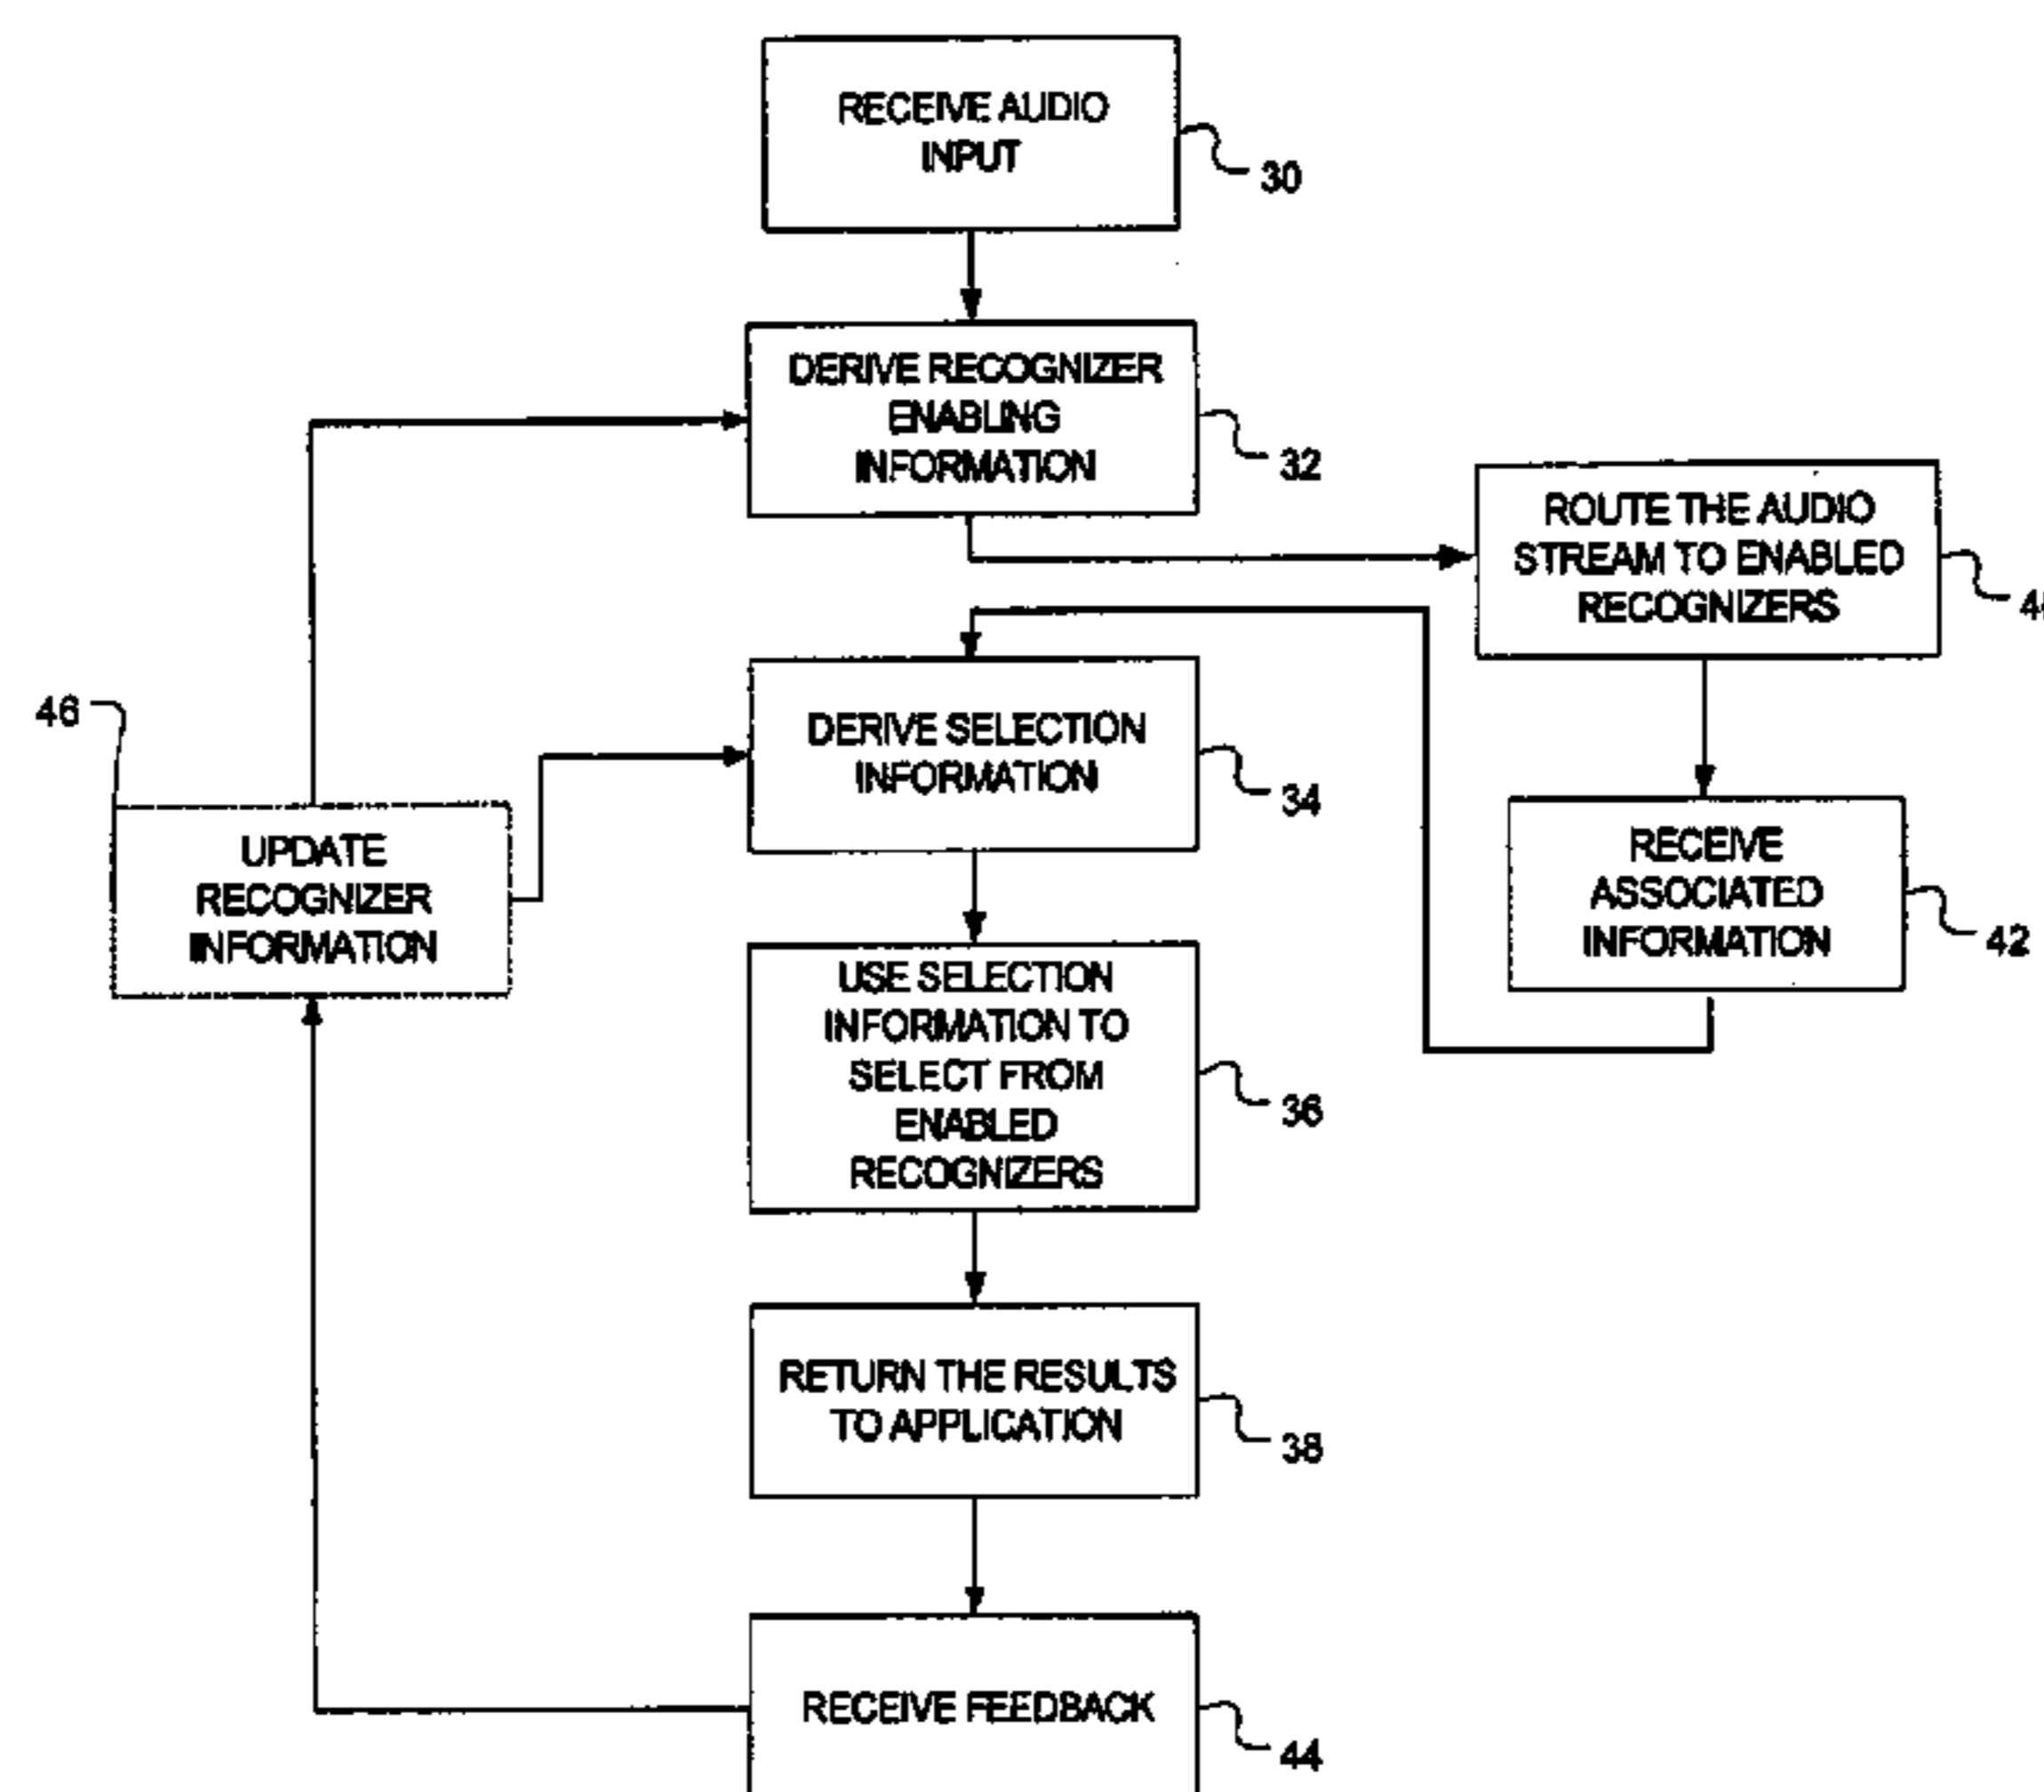 RECEIVE AUDIO
INPUT
30
DERIVE RECOGNIZER
ENABLING
INFORMATION
32
ROUTE THE AUDIO
STREAM TO ENABLED
RECOGNIZERS
46
DERIVE SELECTION
INFORMATION
34
UPDATE
RECOGNIZER
INFORMATION
RECEIVE
ASSOCIATED
INFORMATION
42
USE SELECTION
INFORMATION TO
SELECT FROM
ENABLED
RECOGNIZERS
36
RETURN THE RESULTS
TO APPLICATION
38
RECEIVE FEEDBACK
44